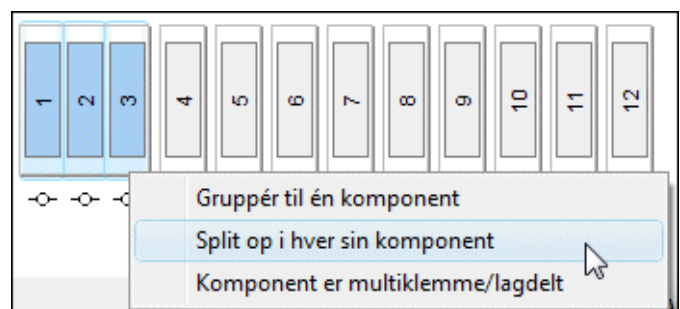 1 2 3 4 5 6 7 8 9 10 11 12
Gruppér til én komponent
Split op i hver sin komponent
Komponent er multiklemme/lagdelt